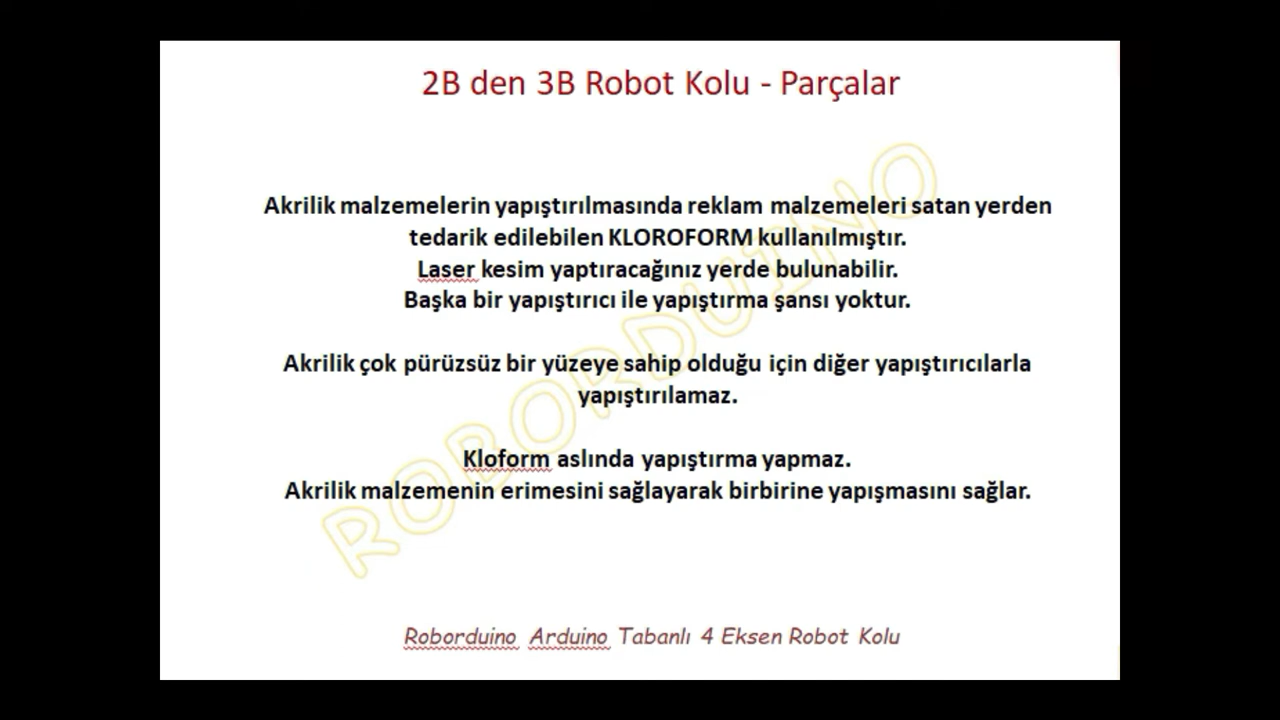 2B den 3B Robot Kolu - Parçalar
Akrilik malzemelerin yapıştırılmasında reklam malzemeleri satan yerden
tedarik edilebilen KLOROFORM kullanılmıştır.
Laser kesim yaptıracağınız yerde bulunabilir.
Başka bir yapıştırıcı ile yapıştırma şansı yoktur.
Akrilik çok pürüzsüz bir yüzeye sahip olduğu için diğer yapıştırıcılarla
yapıştırılamaz.
Kloform aslında yapıştırma yapmaz.
Akrilik malzemenin erimesini sağlayarak birbirine yapışmasını sağlar.
ROBORDUINO
Roborduino Arduino Tabanlı 4 Eksen Robot Kolu